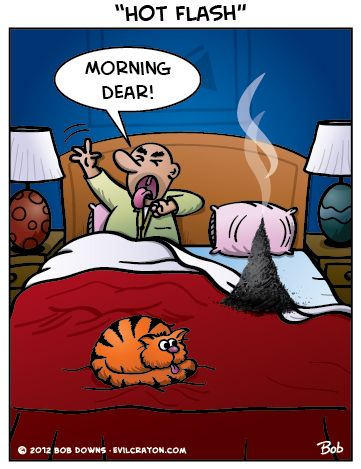 "HOT FLASH"
MORNING
DEAR!
© 2012 BOB DOWNS · EVILCRAYON.COM
Bob